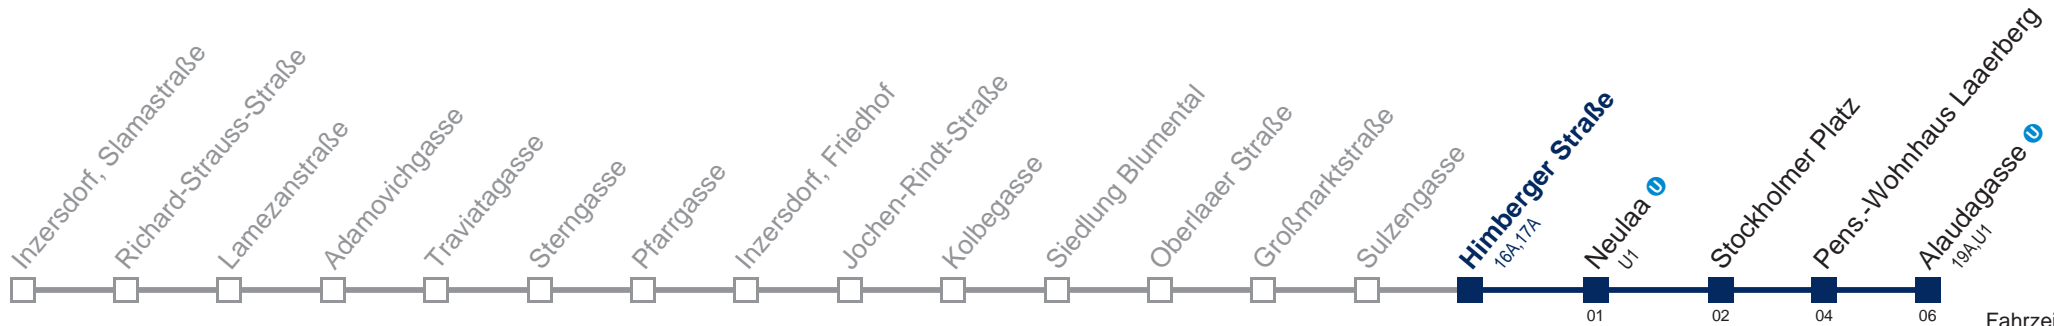 Inzersdorf, Slamastraße
Richard-Strauss-Straße
Lamezanstraße
Adamovichgasse
Traviatagasse
Sterngasse
Pfarrgasse
Inzersdorf, Friedhof
Jochen-Rindt-Straße
Kolbegasse
Siedlung Blumental
Oberlaaer Straße
Großmarktstraße
Sulzengasse
Himberger Straße
16A,17A
Neulaa U
U1
Stockholmer Platz
Pens.-Wohnhaus Laaerberg
Alaudagasse U
19A,U1
01 02 04 06